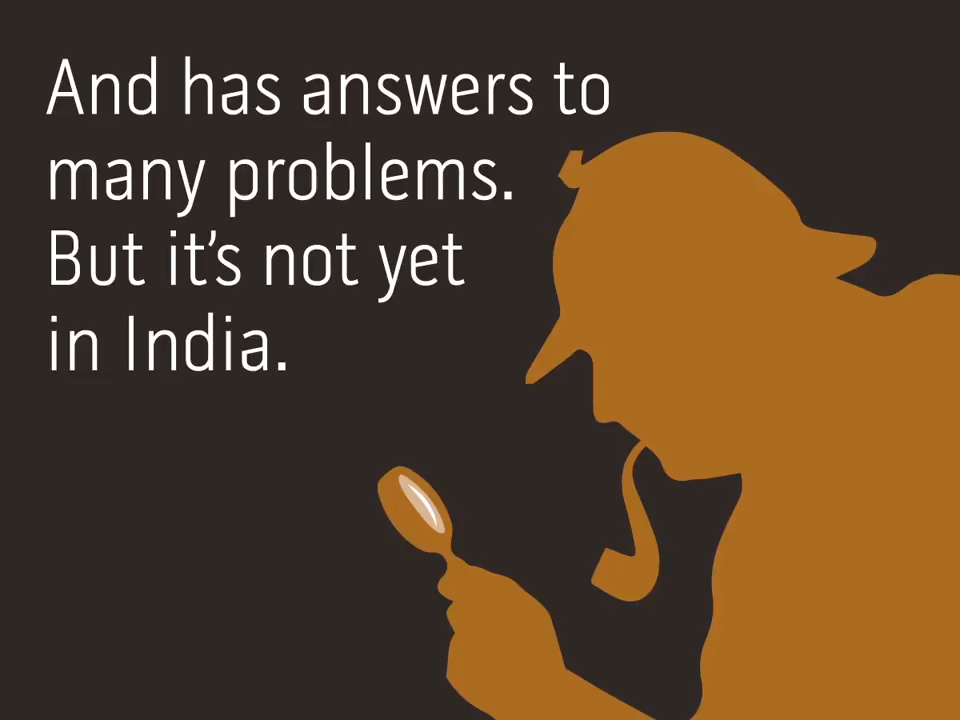 And has answers to
many problems.
But it’s not yet
in India.